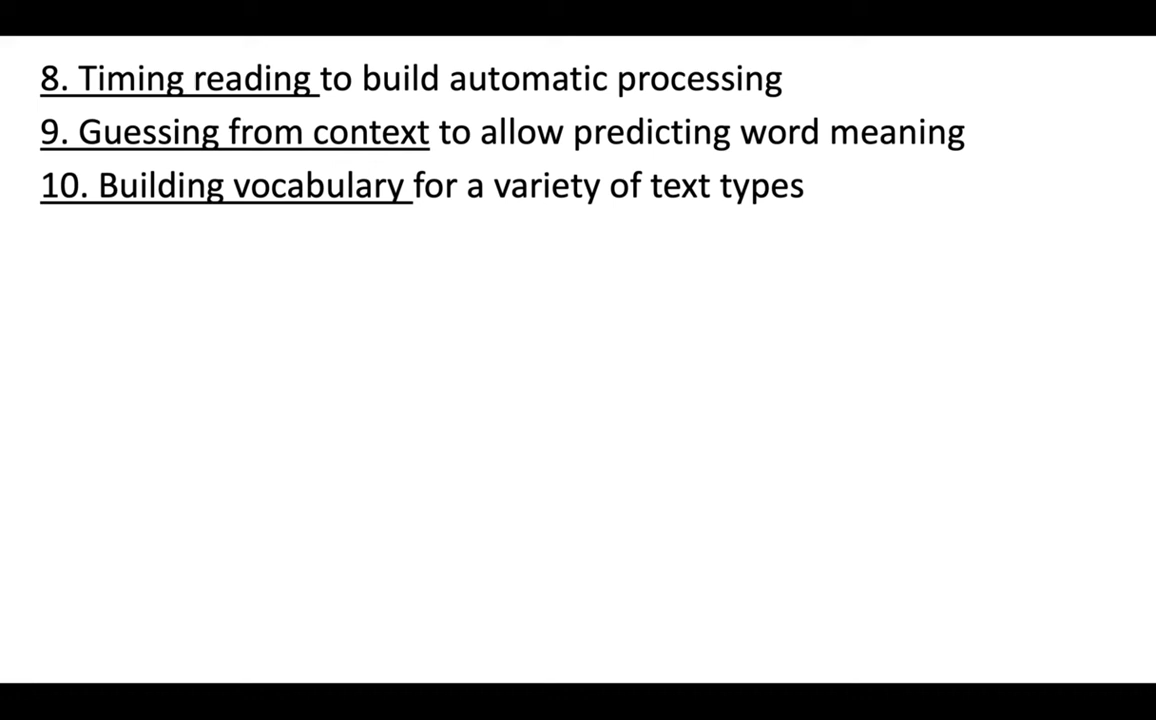 8. Timing reading to build automatic processing
9. Guessing from context to allow predicting word meaning
10. Building vocabulary for a variety of text types